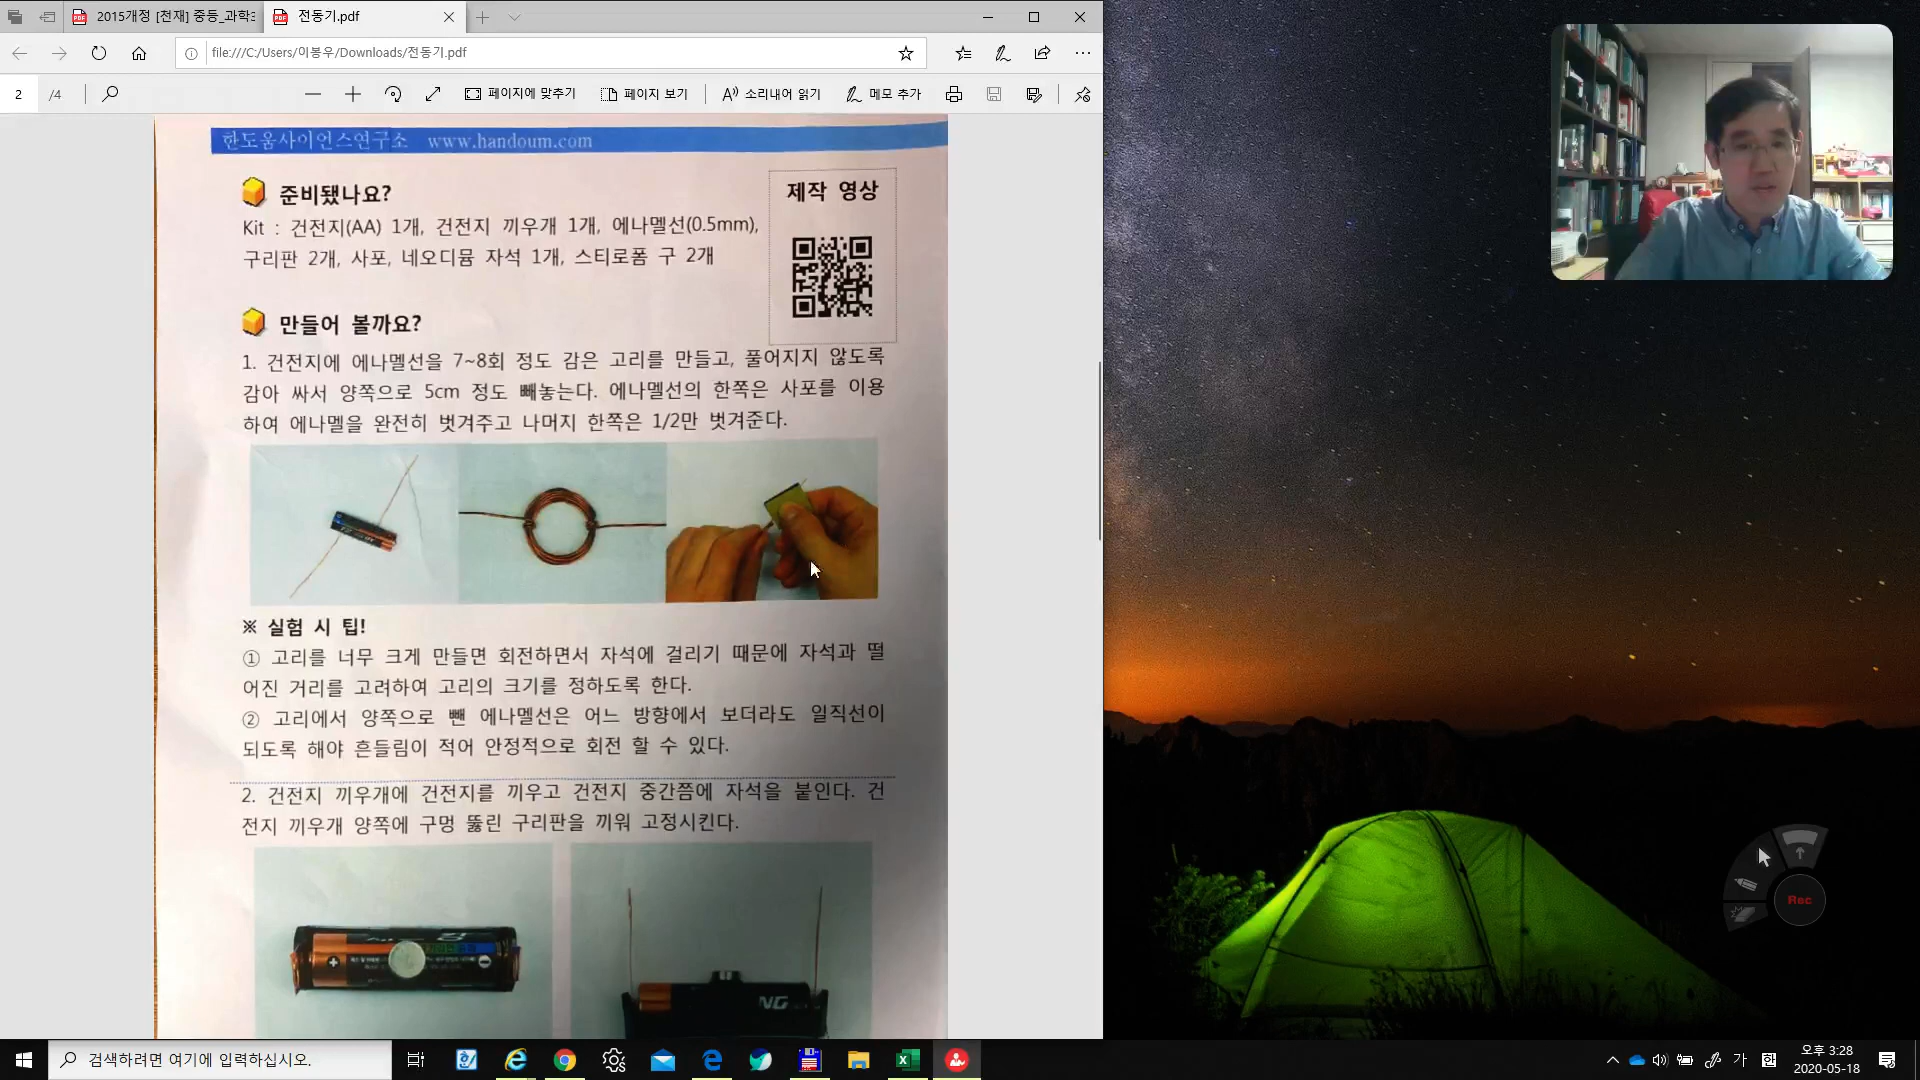 2015개정 [천재] 중등_과학3
전동기.pdf
file:///C:/Users/이봉우/Downloads/전동기.pdf
2 /4
페이지에 맞추기
페이지 보기
소리내어 읽기
메모 추가
한도움사이언스연구소 www.handoum.com
준비됐나요?
제작 영상
Kit : 건전지(AA) 1개, 건전지 끼우개 1개, 에나멜선(0.5mm),
구리판 2개, 사포, 네오디뮴 자석 1개, 스티로폼 구 2개
만들어 볼까요?
1. 건전지에 에나멜선을 7~8회 정도 감은 고리를 만들고, 풀어지지 않도록
감아 싸서 양쪽으로 5cm 정도 빼놓는다. 에나멜선의 한쪽은 사포를 이용
하여 에나멜을 완전히 벗겨주고 나머지 한쪽은 1/2만 벗겨준다.
※ 실험 시 팁!
① 고리를 너무 크게 만들면 회전하면서 자석에 걸리기 때문에 자석과 떨
어진 거리를 고려하여 고리의 크기를 정하도록 한다.
② 고리에서 양쪽으로 뺀 에나멜선은 어느 방향에서 보더라도 일직선이
되도록 해야 흔들림이 적어 안정적으로 회전 할 수 있다.
2. 건전지 끼우개에 건전지를 끼우고 건전지 중간쯤에 자석을 붙인다. 건
전지 끼우개 양쪽에 구멍 뚫린 구리판을 끼워 고정시킨다.
NG
Rec
검색하려면 여기에 입력하십시오.
가
한
오후 3:28
2020-05-18